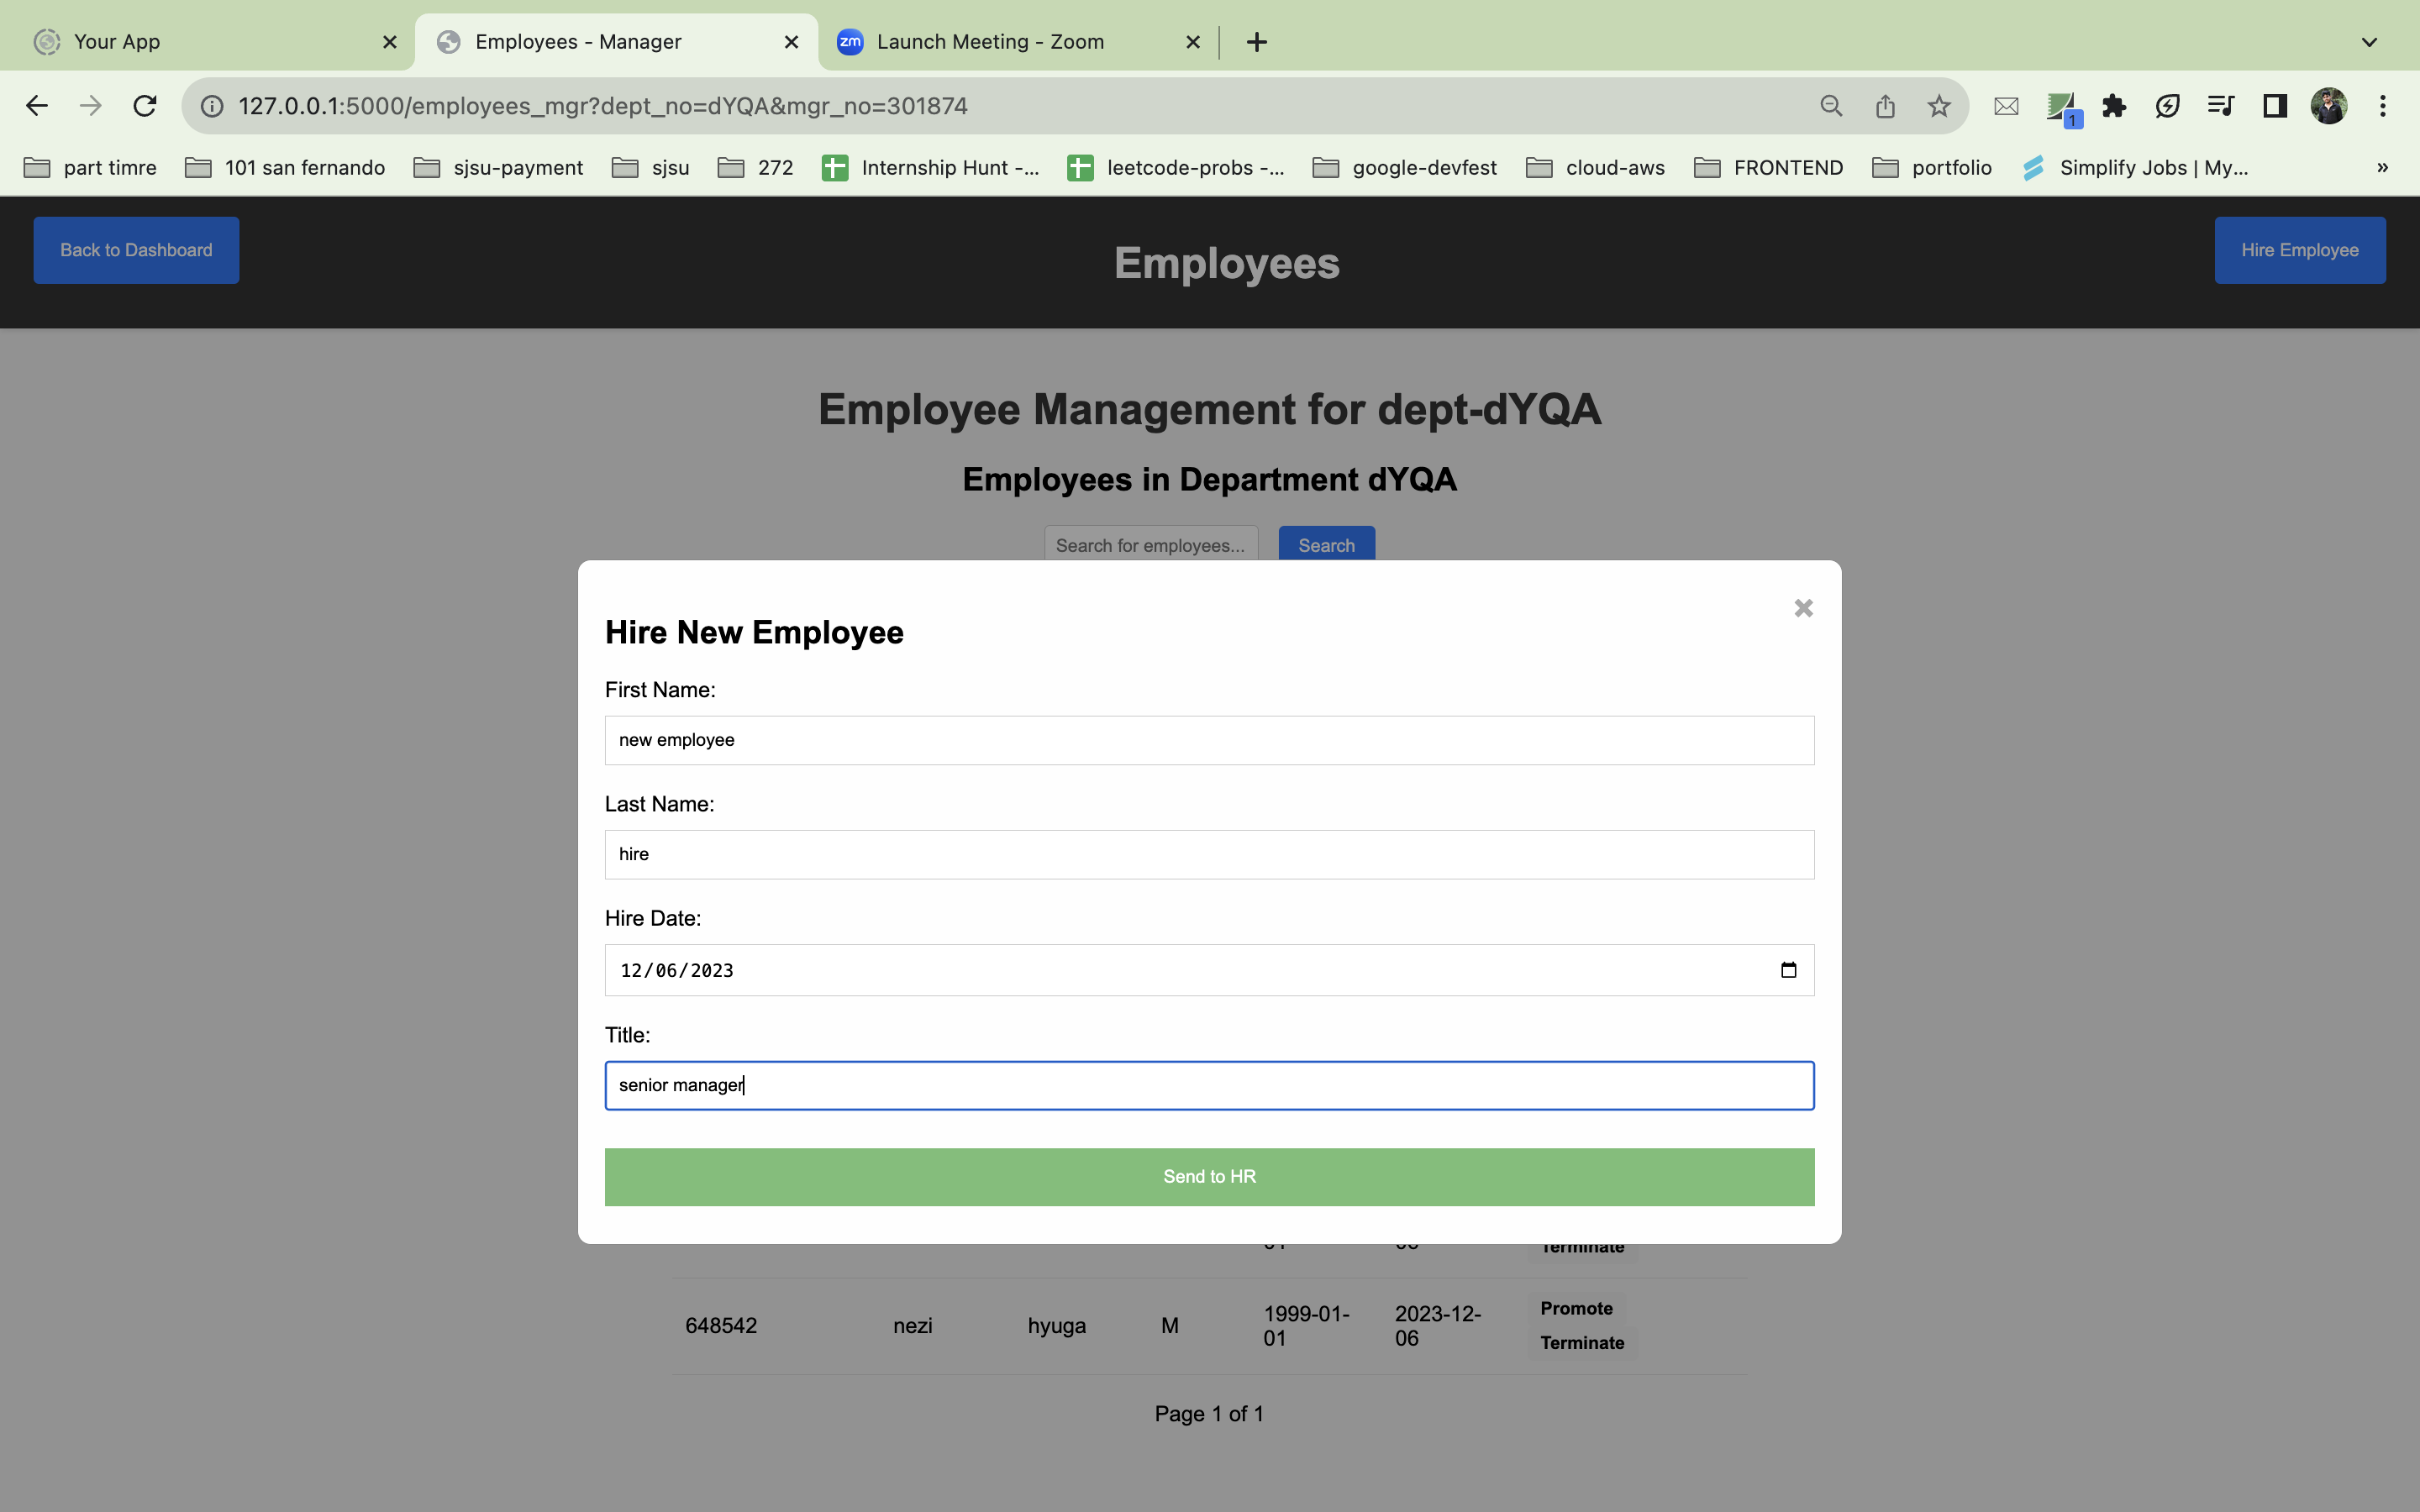 Your App
Employees - Manager
zm Launch Meeting - Zoom
127.0.0.1:5000/employees_mgr?dept_no=dYQA&mgr_no=301874
1
part timre
101 san fernando
sjsu-payment
sjsu
272
Internship Hunt -...
leetcode-probs -...
google-devfest
cloud-aws
FRONTEND
portfolio
Simplify Jobs | My...
»
Back to Dashboard
Employees
Hire Employee
Employee Management for dept-dYQA
Employees in Department dYQA
Search for employees...
Search
Hire New Employee
First Name:
new employee
Last Name:
hire
Hire Date:
12/06/2023
Title:
senior manager
Send to HR
Terminate
648542 nezi hyuga M 1999-01-01 2023-12-06
Promote
Terminate
Page 1 of 1